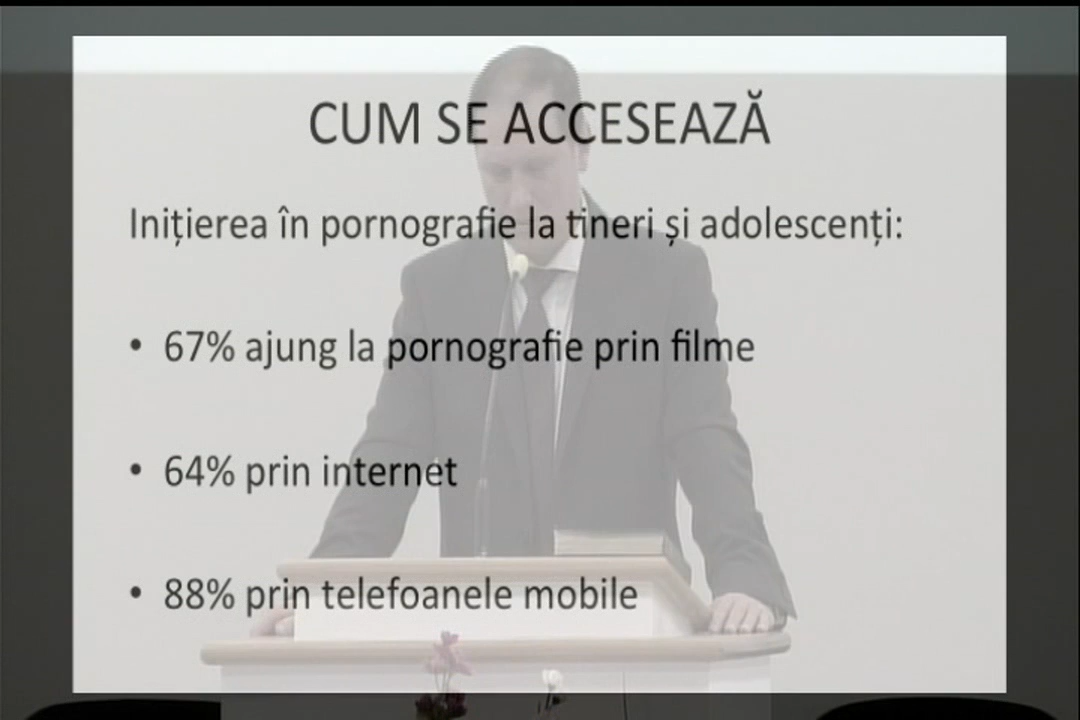 CUM SE ACCESEAZĂ
Inițierea în pornografie la tineri și adolescenți:
• 67% ajung la pornografie prin filme
• 64% prin internet
• 88% prin telefoanele mobile